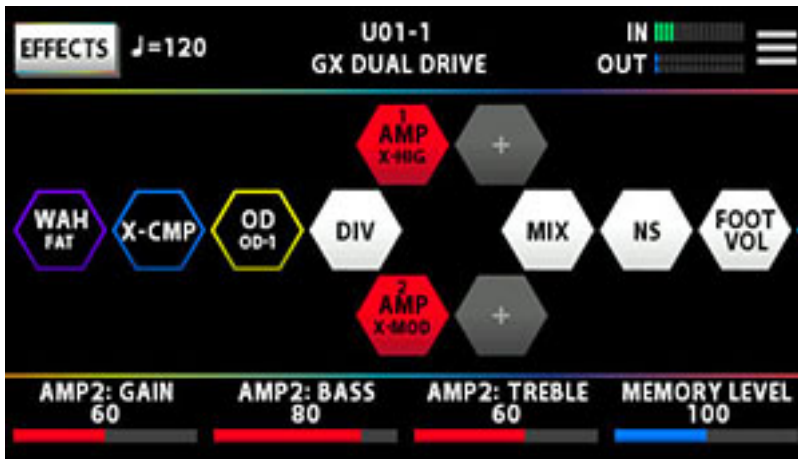 EFFECTS ♩=120
U01-1
GX DUAL DRIVE
IN
OUT
1
AMP
X-HIG
+
WAH
FAT
X-CMP
OD
OD-1
DIV
MIX
NS
FOOT
VOL
2
AMP
X-MOD
+
AMP2: GAIN
60
AMP2: BASS
80
AMP2: TREBLE
60
MEMORY LEVEL
100